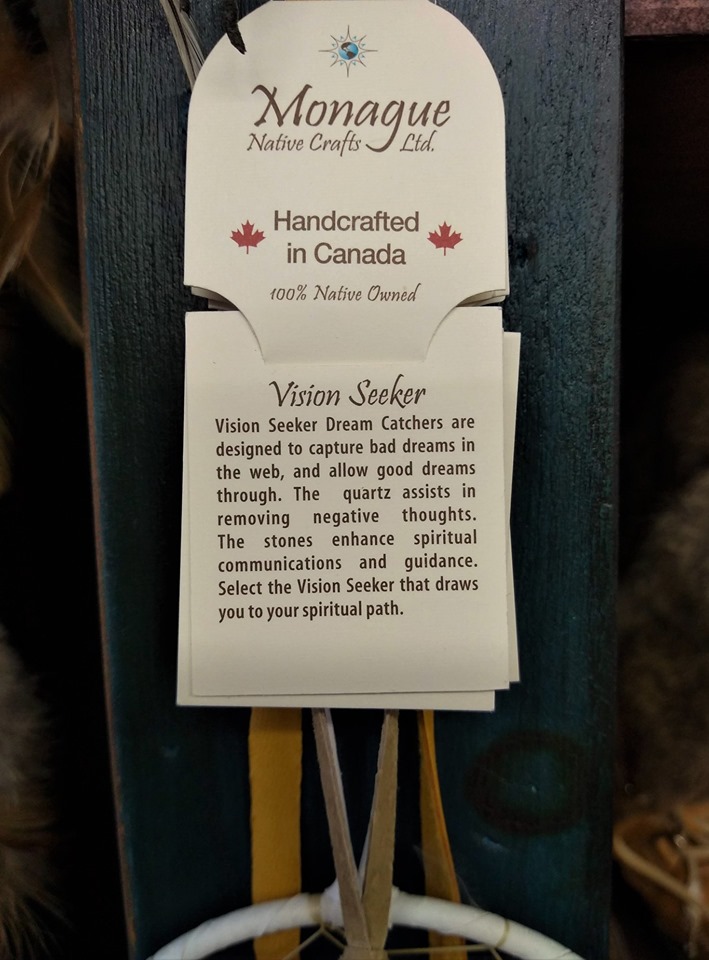 Monague
Native Crafts Ltd.
Handcrafted
in Canada
100% Native Owned
Vision Seeker
Vision Seeker Dream Catchers are
designed to capture bad dreams in
the web, and allow good dreams
through. The quartz assists in
removing negative thoughts.
The stones enhance spiritual
communications and guidance.
Select the Vision Seeker that draws
you to your spiritual path.